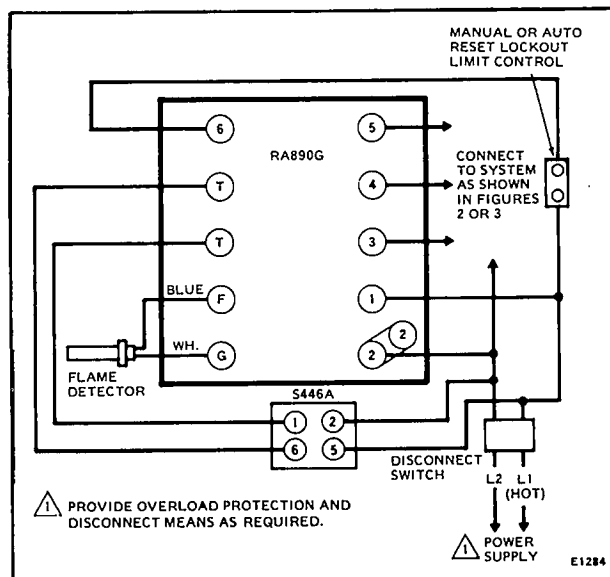 MANUAL OR AUTO
RESET LOCKOUT
LIMIT CONTROL
6
5
RA890G
T
4
CONNECT
TO SYSTEM
AS SHOWN
IN FIGURES
2 OR 3
T
3
BLUE
F
1
WH.
G
2
2
FLAME
DETECTOR
S446A
1
2
6
5
DISCONNECT
SWITCH
L2
L1
(HOT)
1
PROVIDE OVERLOAD PROTECTION AND
DISCONNECT MEANS AS REQUIRED.
1
POWER
SUPPLY
E1284